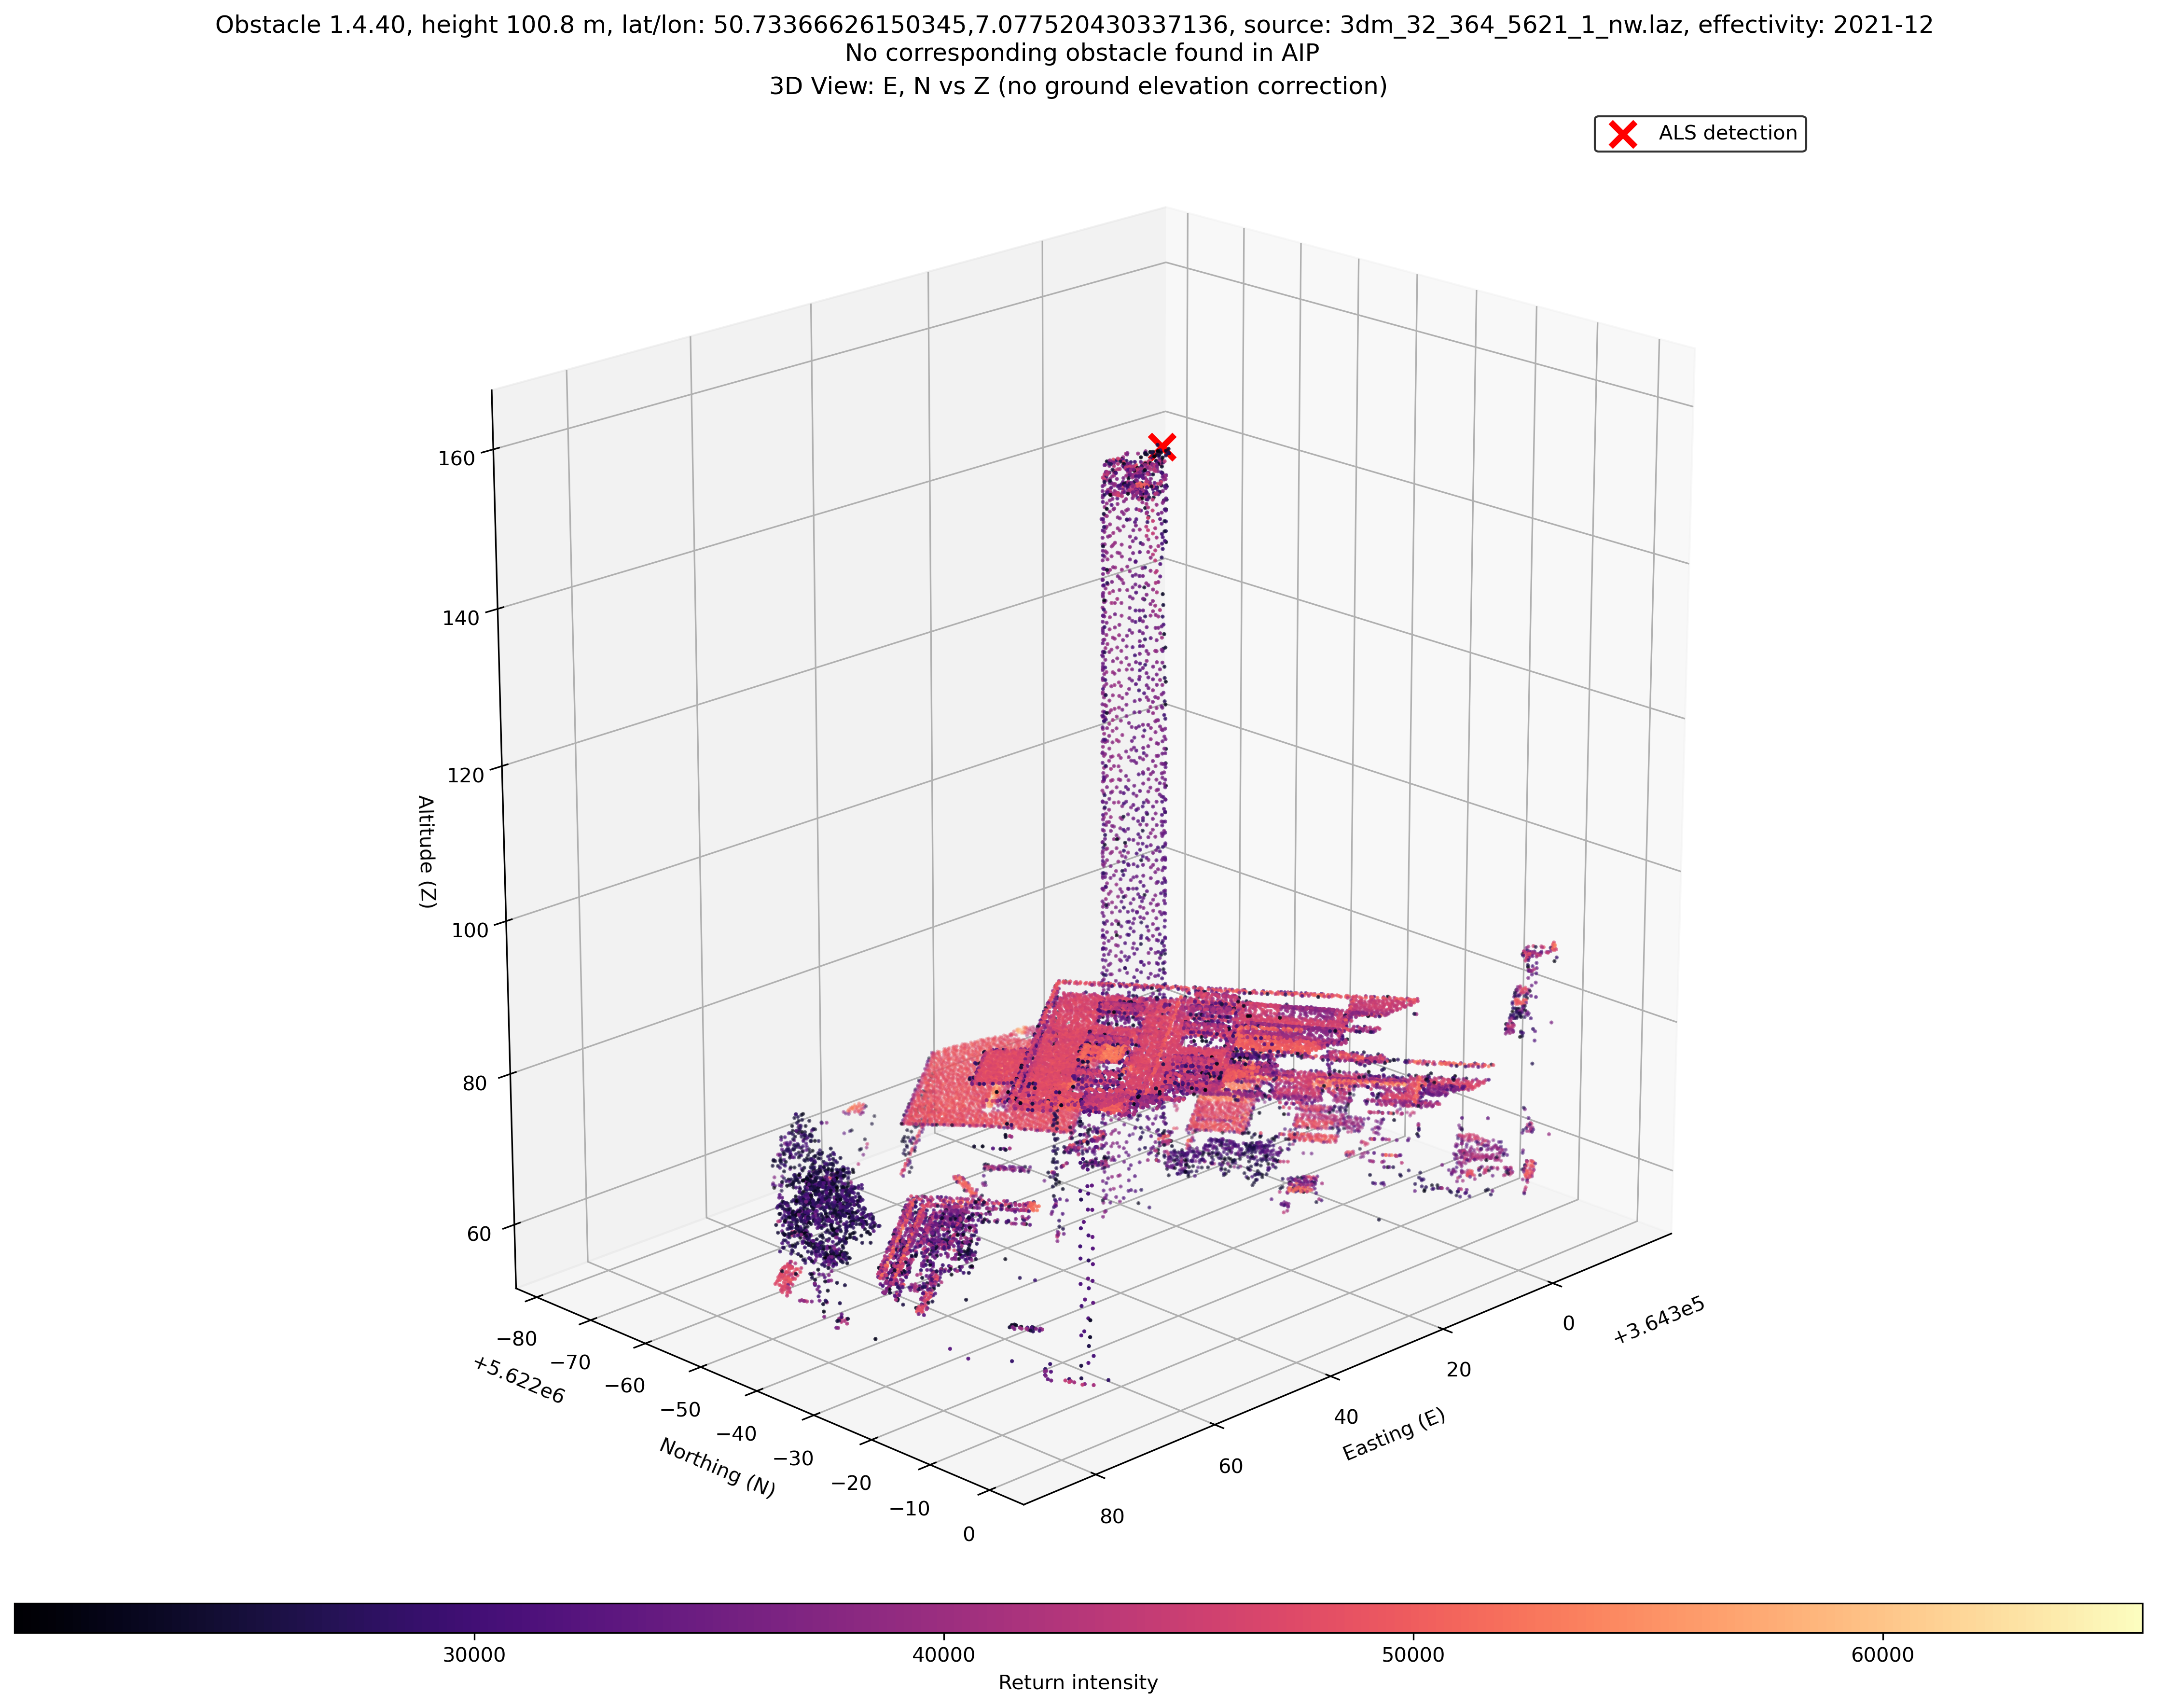 Obstacle 1.4.40, height 100.8 m, lat/lon: 50.73366626150345,7.077520430337136, source: 3dm_32_364_5621_1_nw.laz, effectivity: 2021-12
No corresponding obstacle found in AIP
3D View: E, N vs Z (no ground elevation correction)
ALS detection
160
140
120
100
80
60
Altitude (Z)
−80
−70
−60
−50
−40
−30
−20
−10
0
+5.622e6
Northing (N)
0
20
40
60
80
+3.643e5
Easting (E)
30000
40000
50000
60000
Return intensity